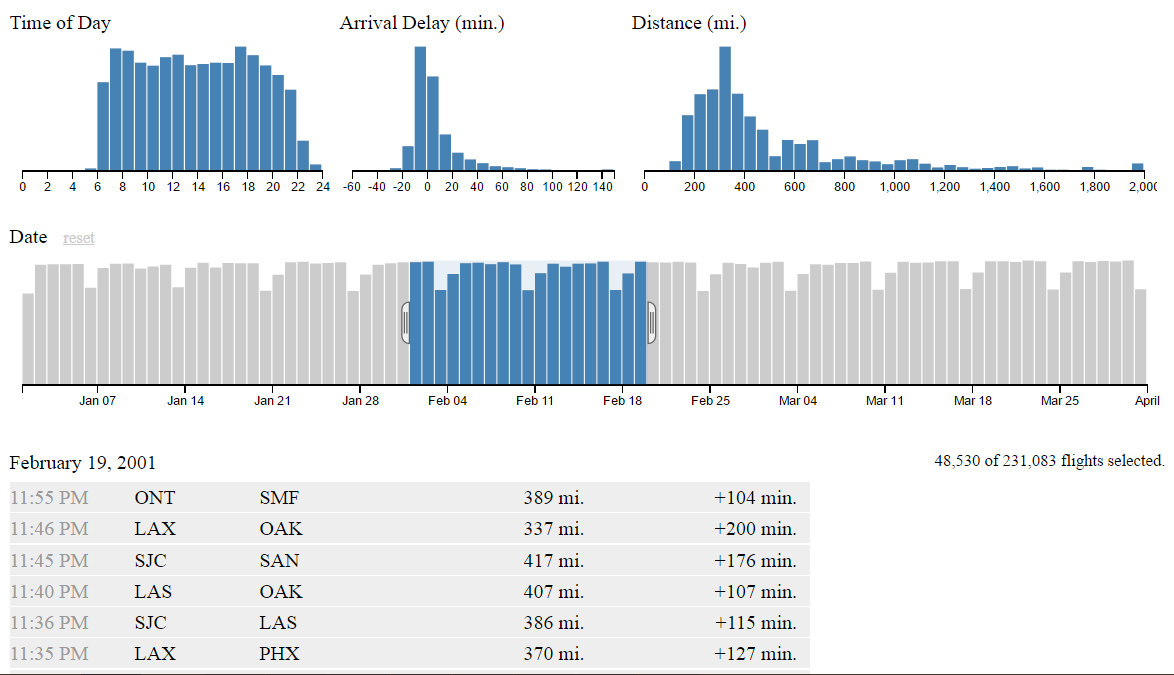 Time of Day
0 2 4 6 8 10 12 14 16 18 20 22 24
Arrival Delay (min.)
-60 -40 -20 0 20 40 60 80 100 120 140
Distance (mi.)
0 200 400 600 800 1,000 1,200 1,400 1,600 1,800 2,000
Date reset
Jan 07 Jan 14 Jan 21 Jan 28 Feb 04 Feb 11 Feb 18 Feb 25 Mar 04 Mar 11 Mar 18 Mar 25 April
February 19, 2001 48,530 of 231,083 flights selected.
11:55 PM ONT SMF 389 mi. +104 min.
11:46 PM LAX OAK 337 mi. +200 min.
11:45 PM SJC SAN 417 mi. +176 min.
11:40 PM LAS OAK 407 mi. +107 min.
11:36 PM SJC LAS 386 mi. +115 min.
11:35 PM LAX PHX 370 mi. +127 min.